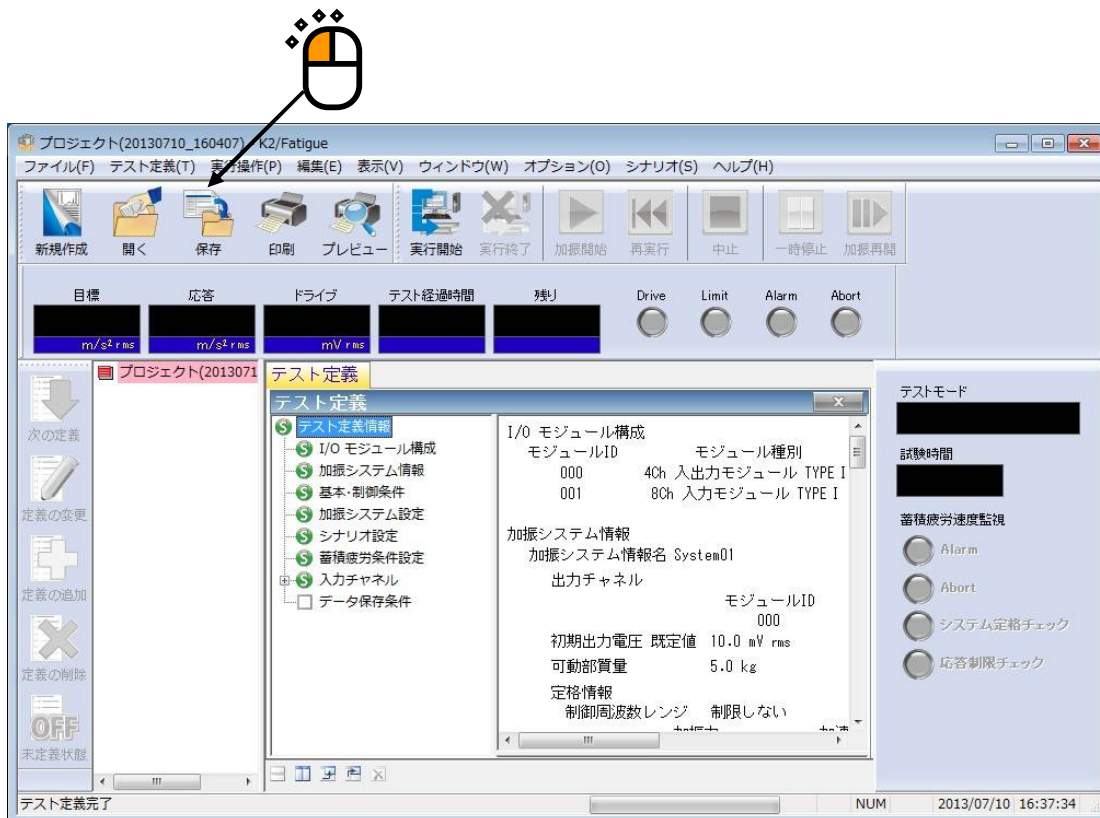 プロジェクト(20130710_160407) - K2/Fatigue
ファイル(F) テスト定義(T) 実行操作(P) 編集(E) 表示(V) ウィンドウ(W) オプション(O) シナリオ(S) ヘルプ(H)
新規作成 開く 保存 印刷 プレビュー 実行開始 実行終了 加振開始 再実行 中止 一時停止 加振再開
目標 応答 ドライブ テスト経過時間 残り Drive Limit Alarm Abort
m/s² rms m/s² rms mV rms
プロジェクト(2013071
次の定義
定義の変更
定義の追加
定義の削除
OFF
未定義状態
テスト定義
テスト定義
テスト定義情報
I/O モジュール構成
加振システム情報
基本・制御条件
加振システム設定
シナリオ設定
蓄積疲労条件設定
入力チャネル
データ保存条件
I/O モジュール構成
モジュールID モジュール種別
000 4Ch 入出力モジュール TYPE I
001 8Ch 入力モジュール TYPE I
加振システム情報
加振システム情報名 System01
出力チャネル
モジュールID
000
初期出力電圧 既定値 10.0 mV rms
可動部質量 5.0 kg
定格情報
制御周波数レンジ 制限しない
テストモード
試験時間
蓄積疲労速度監視
Alarm
Abort
システム定格チェック
応答制限チェック
テスト定義完了 NUM 2013/07/10 16:37:34